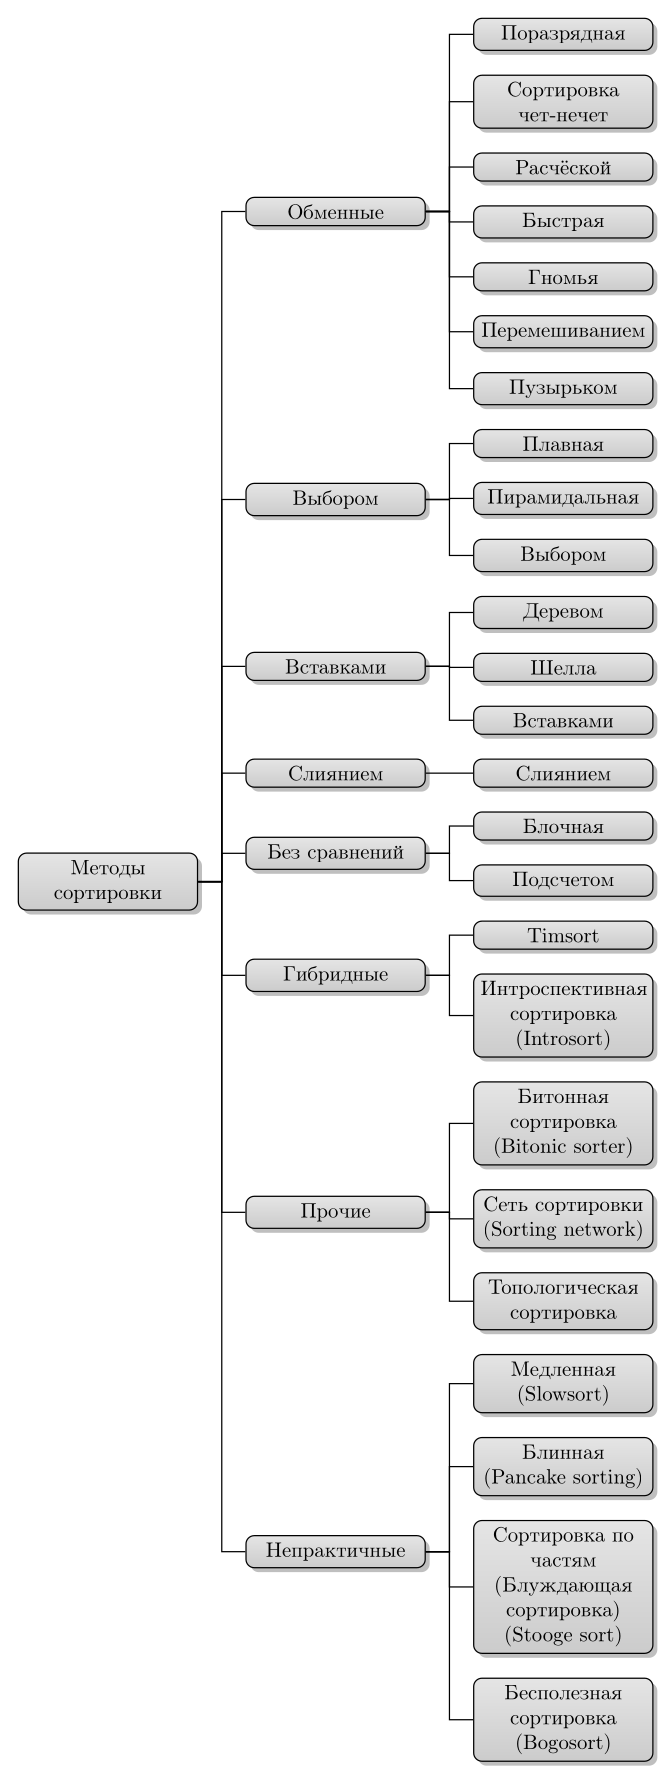 Поразрядная
Сортировка
чет-нечет
Расчёской
Обменные
Быстрая
Гномья
Перемешиванием
Пузырьком
Плавная
Выбором
Пирамидальная
Выбором
Деревом
Вставками
Шелла
Вставками
Слиянием
Слиянием
Блочная
Без сравнений
Подсчетом
Методы
сортировки
Timsort
Гибридные
Интроспективная
сортировка
(Introsort)
Битонная
сортировка
(Bitonic sorter)
Прочие
Сеть сортировки
(Sorting network)
Топологическая
сортировка
Медленная
(Slowsort)
Блинная
(Pancake sorting)
Непрактичные
Сортировка по
частям
(Блуждающая
сортировка)
(Stooge sort)
Бесполезная
сортировка
(Bogosort)